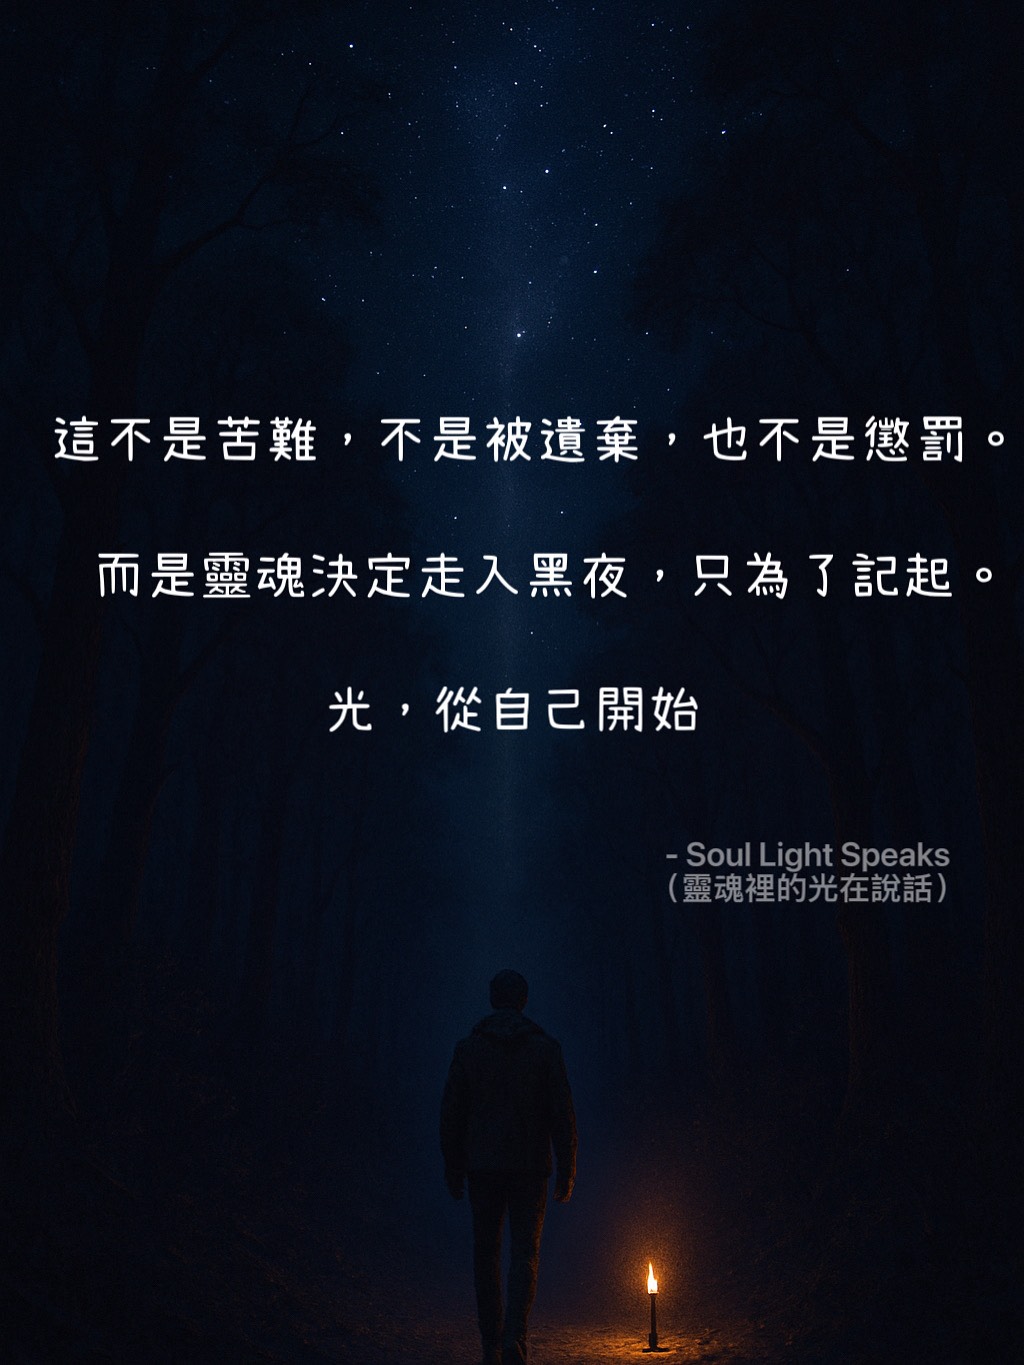 這不是苦難，不是被遺棄，也不是懲罰。
而是靈魂決定走入黑夜，只為了記起。
光，從自己開始
- Soul Light Speaks
（靈魂裡的光在說話）